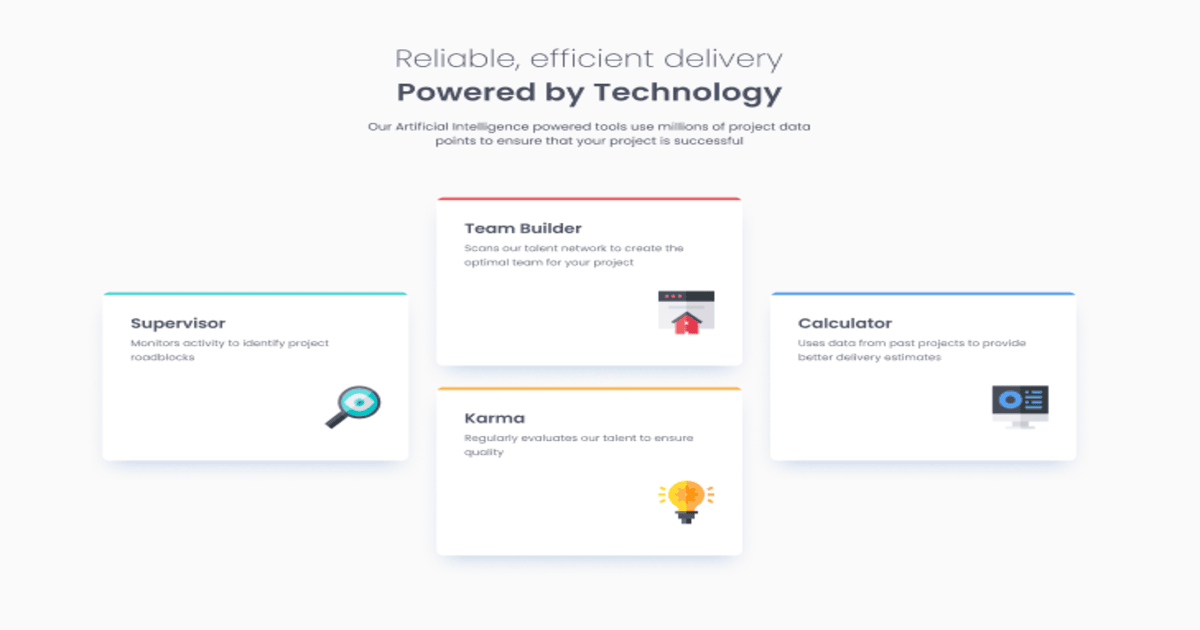 Reliable, efficient delivery
Powered by Technology
Our Artificial Intelligence powered tools use millions of project data
points to ensure that your project is successful
Team Builder
Scans our talent network to create the
optimal team for your project
Supervisor
Monitors activity to identify project
roadblocks
Calculator
Uses data from past projects to provide
better delivery estimates
Karma
Regularly evaluates our talent to ensure
quality